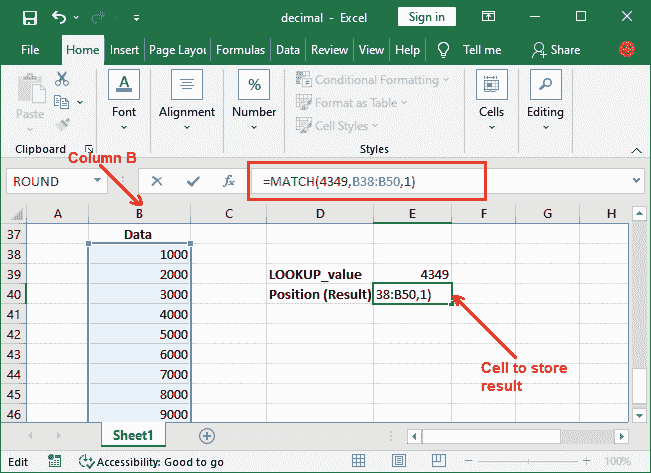 decimal - Excel
Sign in
File Home Insert Page Layou Formulas Data Review View Help Tell me Share
Paste
Clipboard
Font
Alignment
%
Number
Conditional Formatting
Format as Table
Cell Styles
Styles
Cells
Editing
Column B
ROUND
fx
=MATCH(4349,B38:B50,1)
A B C D E F G H
37 Data
38 1000
39 2000 LOOKUP_value 4349
40 3000 Position (Result) 38:B50,1)
41 4000
42 5000
43 6000
44 7000
45 8000
46 9000
Cell to store
result
Sheet1
Edit Accessibility: Good to go 100%